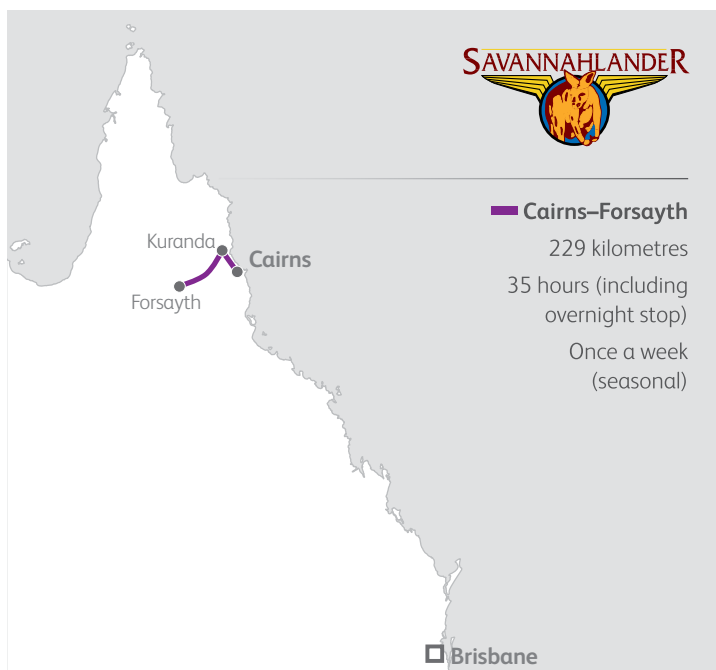 SAVANNAHLANDER
Cairns–Forsayth
229 kilometres
35 hours (including
overnight stop)
Once a week
(seasonal)
Kuranda
Cairns
Forsayth
Brisbane